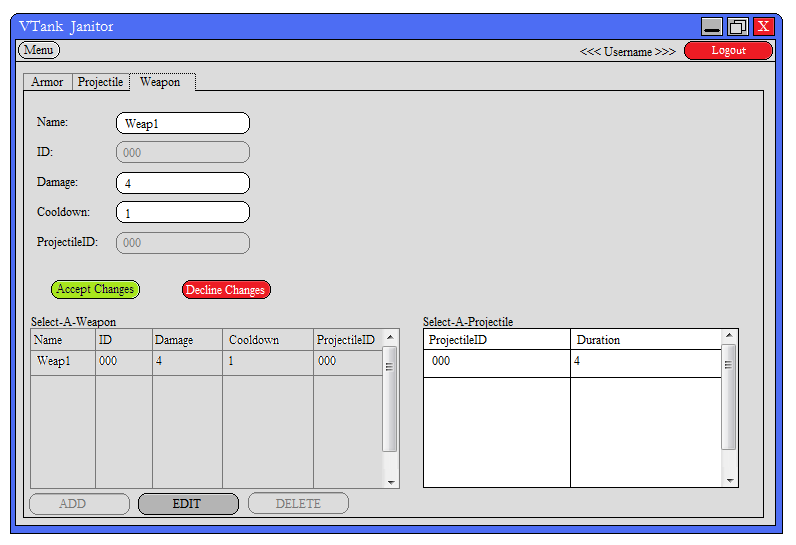 VTank Janitor X
Menu <<< Username >>> Logout
Armor Projectile Weapon
Name: Weap1
ID: 000
Damage: 4
Cooldown: 1
ProjectileID: 000
Accept Changes Decline Changes
Select-A-Weapon Select-A-Projectile
Name ID Damage Cooldown ProjectileID ProjectileID Duration
Weap1 000 4 1 000 000 4
ADD EDIT DELETE